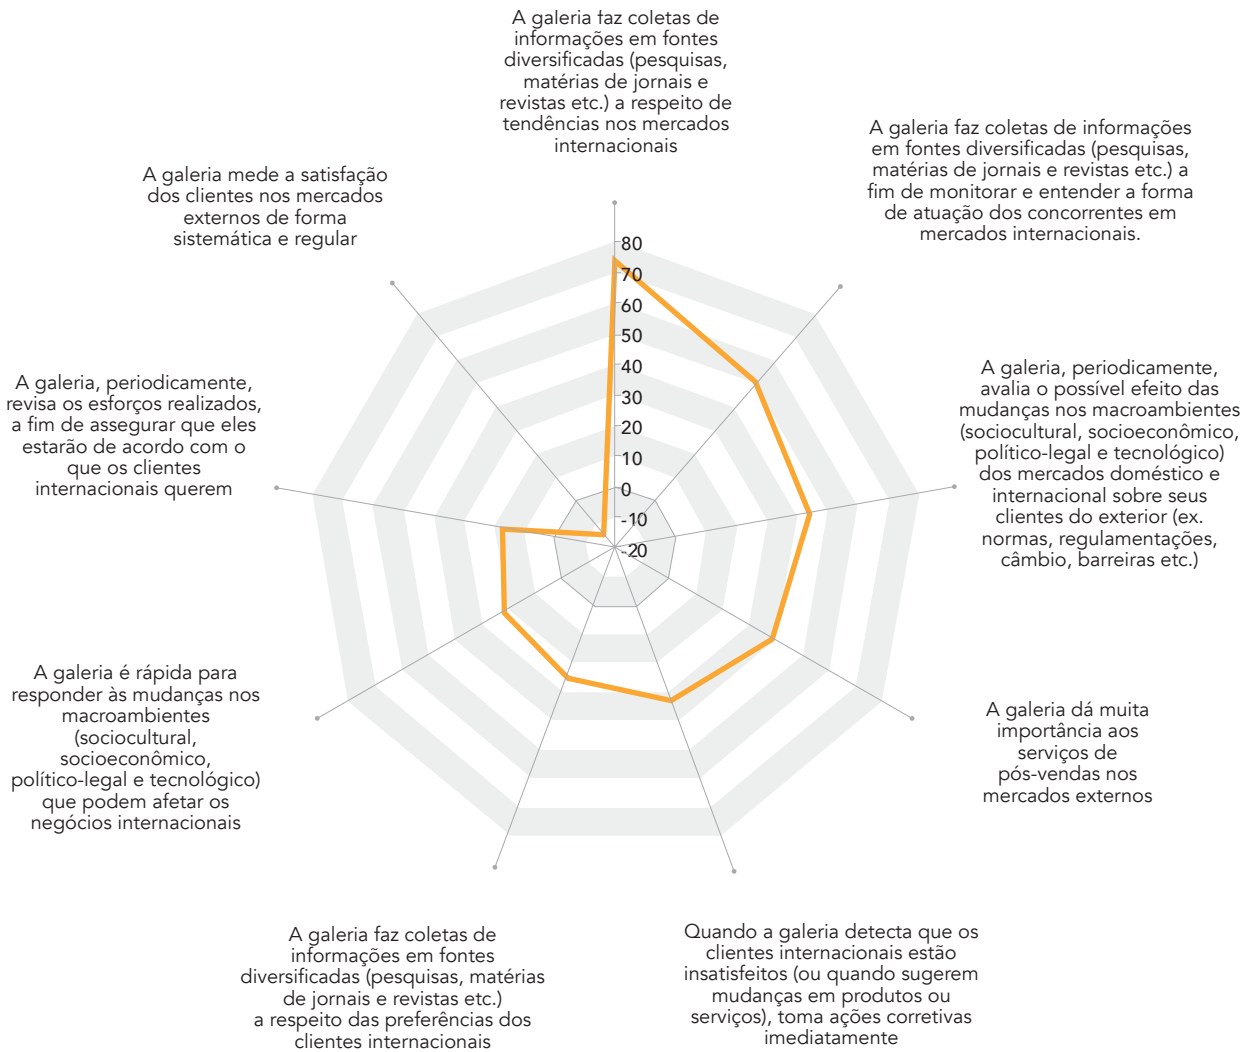 A galeria faz coletas de
informações em fontes
diversificadas (pesquisas,
matérias de jornais e
revistas etc.) a respeito de
tendências nos mercados
internacionais
A galeria faz coletas de informações
em fontes diversificadas (pesquisas,
matérias de jornais e revistas etc.) a
fim de monitorar e entender a forma
de atuação dos concorrentes em
mercados internacionais.
A galeria, periodicamente,
avalia o possível efeito das
mudanças nos macroambientes
(sociocultural, socioeconômico,
político-legal e tecnológico)
dos mercados doméstico e
internacional sobre seus
clientes do exterior (ex.
normas, regulamentações,
câmbio, barreiras etc.)
A galeria dá muita
importância aos
serviços de
pós-vendas nos
mercados externos
Quando a galeria detecta que os
clientes internacionais estão
insatisfeitos (ou quando sugerem
mudanças em produtos ou
serviços), toma ações corretivas
imediatamente
A galeria faz coletas de
informações em fontes
diversificadas (pesquisas, matérias
de jornais e revistas etc.)
a respeito das preferências dos
clientes internacionais
A galeria é rápida para
responder às mudanças nos
macroambientes
(sociocultural,
socioeconômico,
político-legal e tecnológico)
que podem afetar os
negócios internacionais
A galeria, periodicamente,
revisa os esforços realizados,
a fim de assegurar que eles
estarão de acordo com o
que os clientes
internacionais querem
A galeria mede a satisfação
dos clientes nos mercados
externos de forma
sistemática e regular
80
70
60
50
40
30
20
10
0
-10
-20